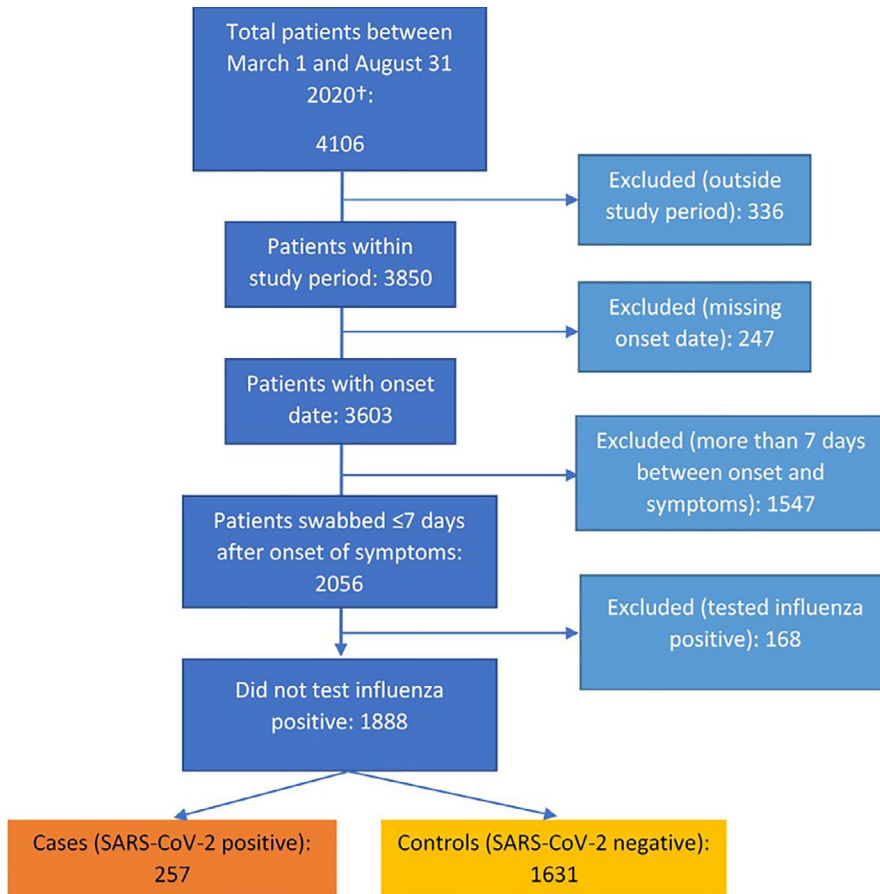 Total patients between
March 1 and August 31
2020†:
4106
Excluded (outside
study period): 336
Patients within
study period: 3850
Excluded (missing
onset date): 247
Patients with onset
date: 3603
Excluded (more than 7 days
between onset and
symptoms): 1547
Patients swabbed ≤7 days
after onset of symptoms:
2056
Excluded (tested influenza
positive): 168
Did not test influenza
positive: 1888
Cases (SARS-CoV-2 positive):
257
Controls (SARS-CoV-2 negative):
1631